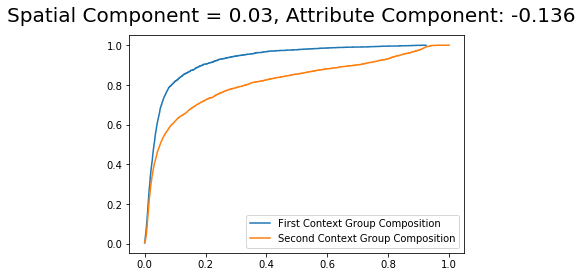 Spatial Component = 0.03, Attribute Component: -0.136
1.0
0.8
0.6
0.4
0.2
0.0
First Context Group Composition
Second Context Group Composition
0.0 0.2 0.4 0.6 0.8 1.0